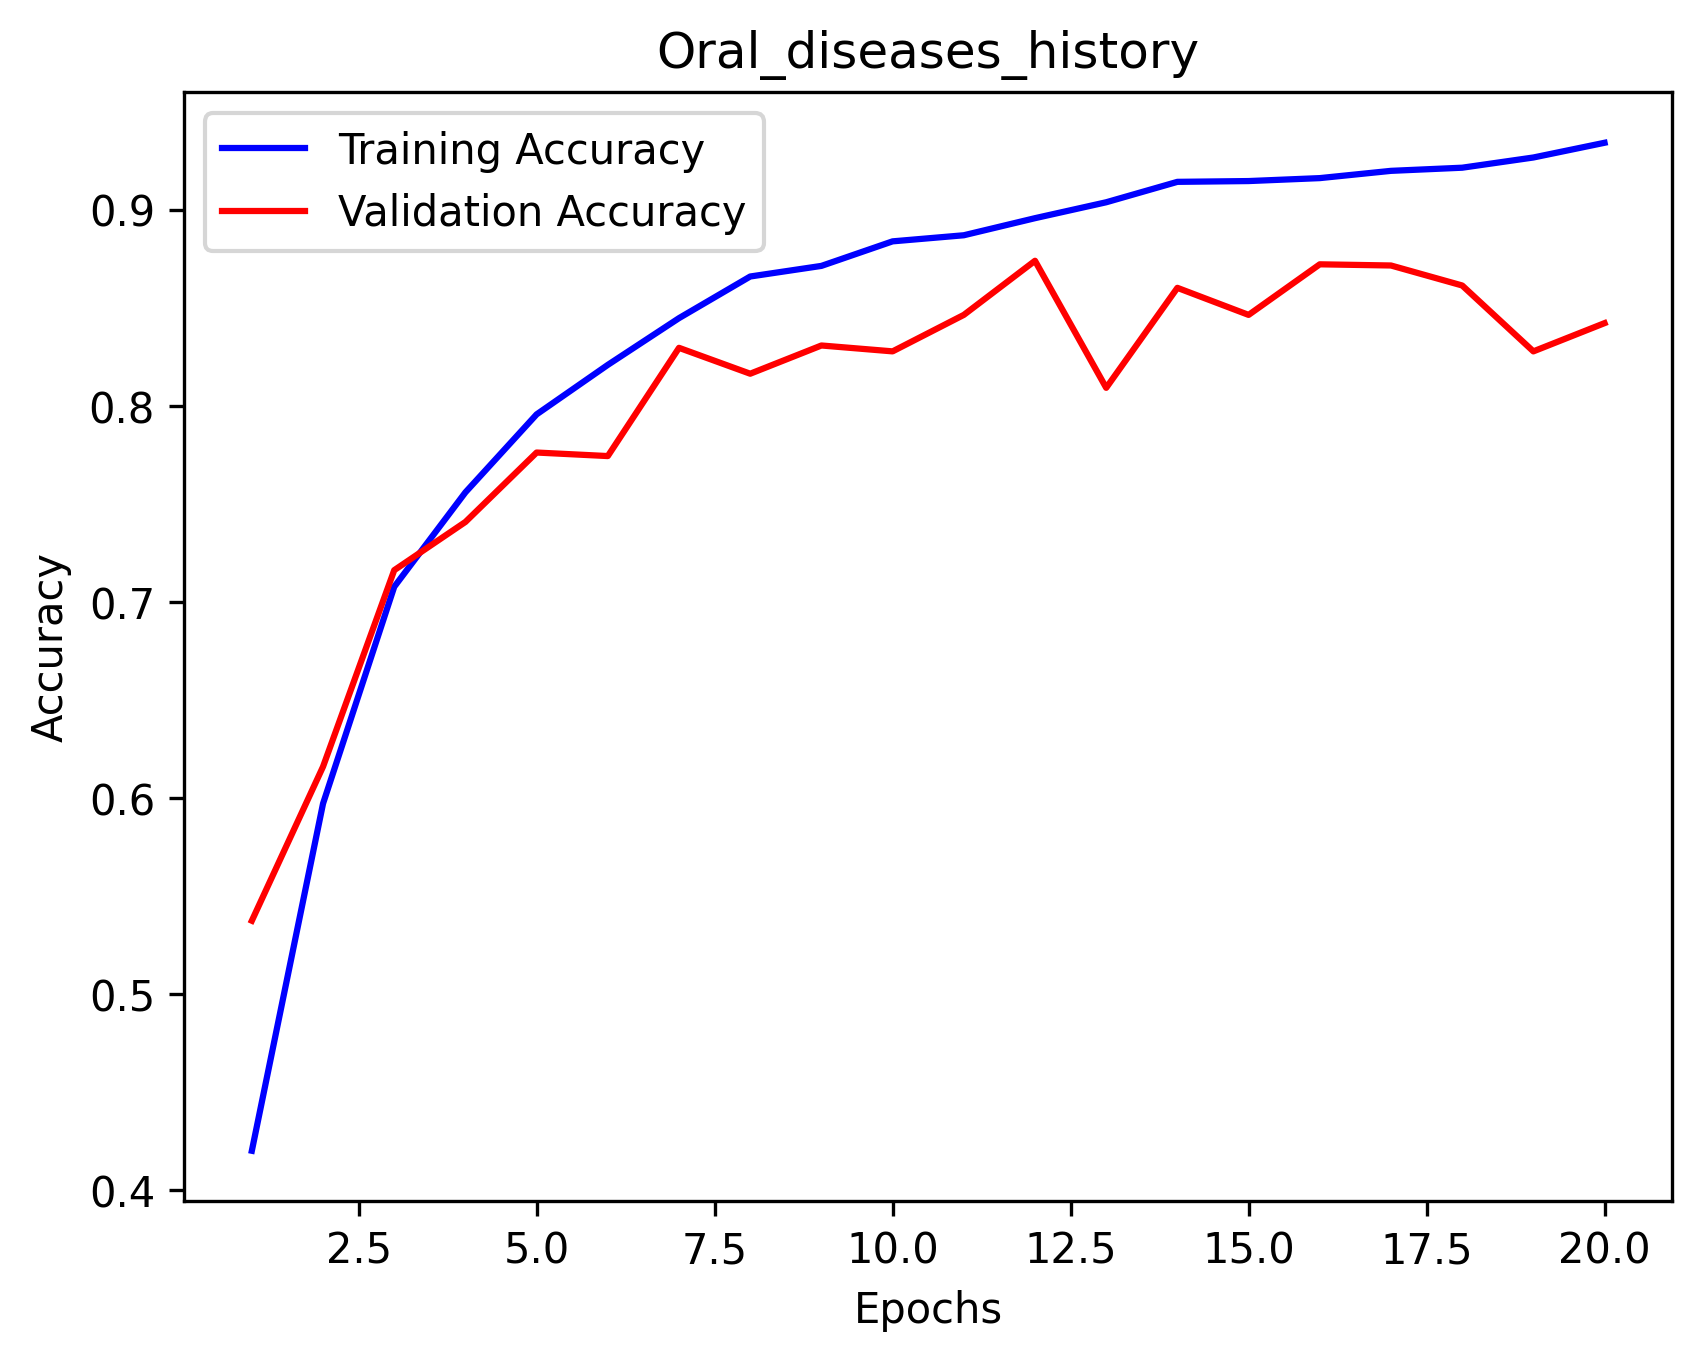 Oral_diseases_history
Training Accuracy
Validation Accuracy
Accuracy
0.9
0.8
0.7
0.6
0.5
0.4
2.5 5.0 7.5 10.0 12.5 15.0 17.5 20.0
Epochs